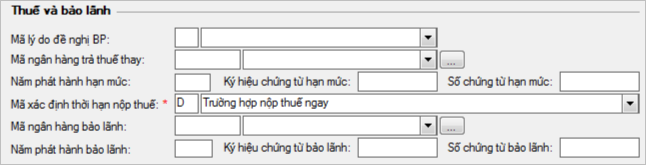 Thuế và bảo lãnh
Mã lý do đề nghị BP:
Mã ngân hàng trả thuế thay: ...
Năm phát hành hạn mức: Ký hiệu chứng từ hạn mức: Số chứng từ hạn mức:
Mã xác định thời hạn nộp thuế: * D Trường hợp nộp thuế ngay
Mã ngân hàng bảo lãnh: ...
Năm phát hành bảo lãnh: Ký hiệu chứng từ bảo lãnh: Số chứng từ bảo lãnh: